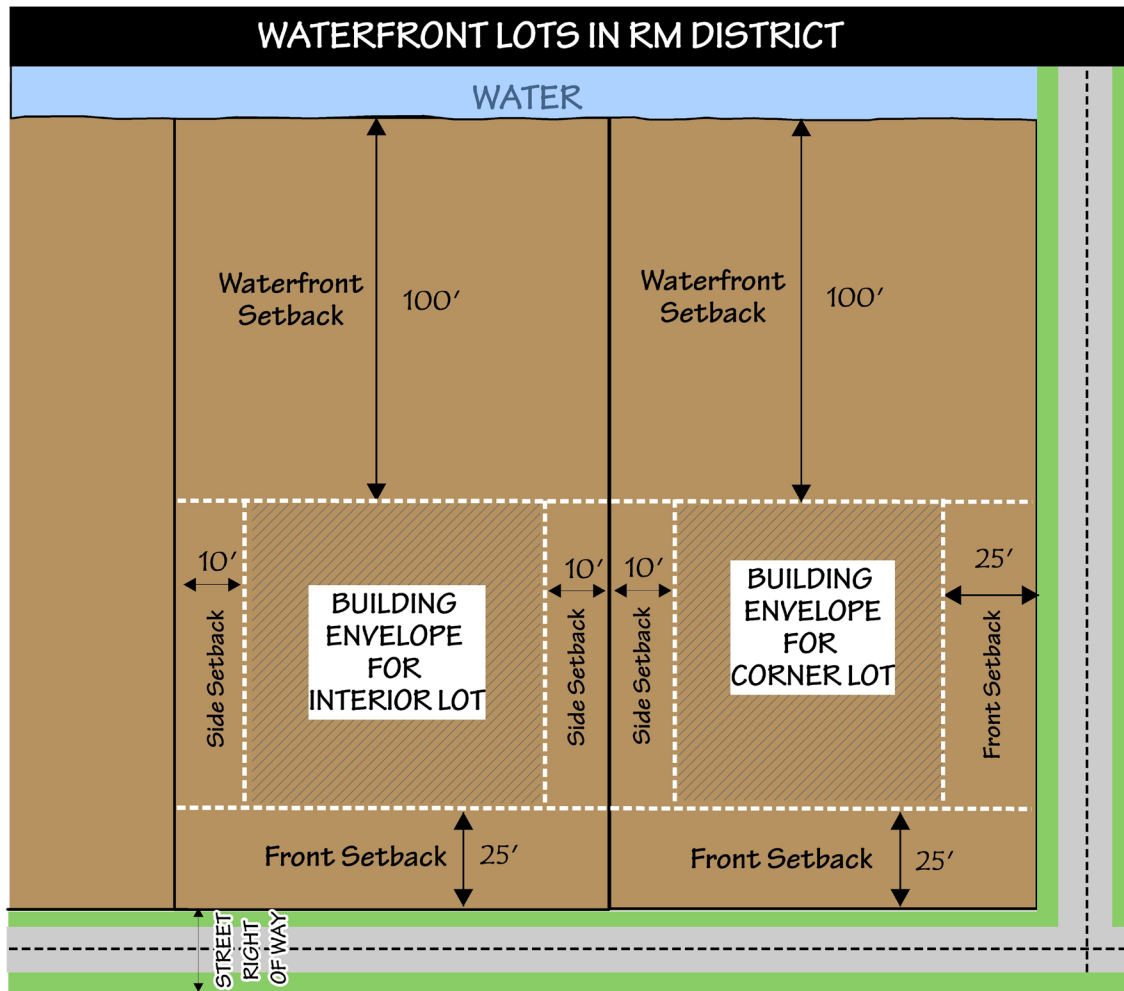 WATERFRONT LOTS IN RM DISTRICT
WATER
Waterfront
Setback
100'
Waterfront
Setback
100'
10'
Side Setback
BUILDING
ENVELOPE
FOR
INTERIOR LOT
10'
Side Setback
10'
Side Setback
BUILDING
ENVELOPE
FOR
CORNER LOT
25'
Front Setback
Front Setback
25'
Front Setback
25'
STREET
RIGHT
OF WAY